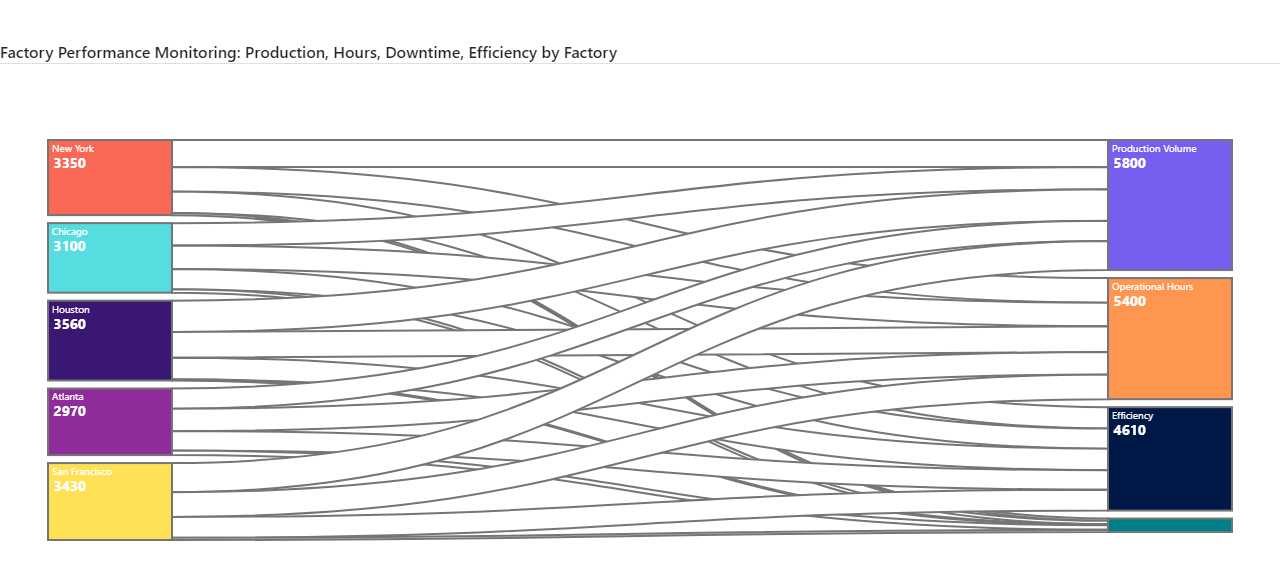 Factory Performance Monitoring: Production, Hours, Downtime, Efficiency by Factory
New York
3350
Chicago
3100
Houston
3560
Atlanta
2970
San Francisco
3430
Production Volume
5800
Operational Hours
5400
Efficiency
4610